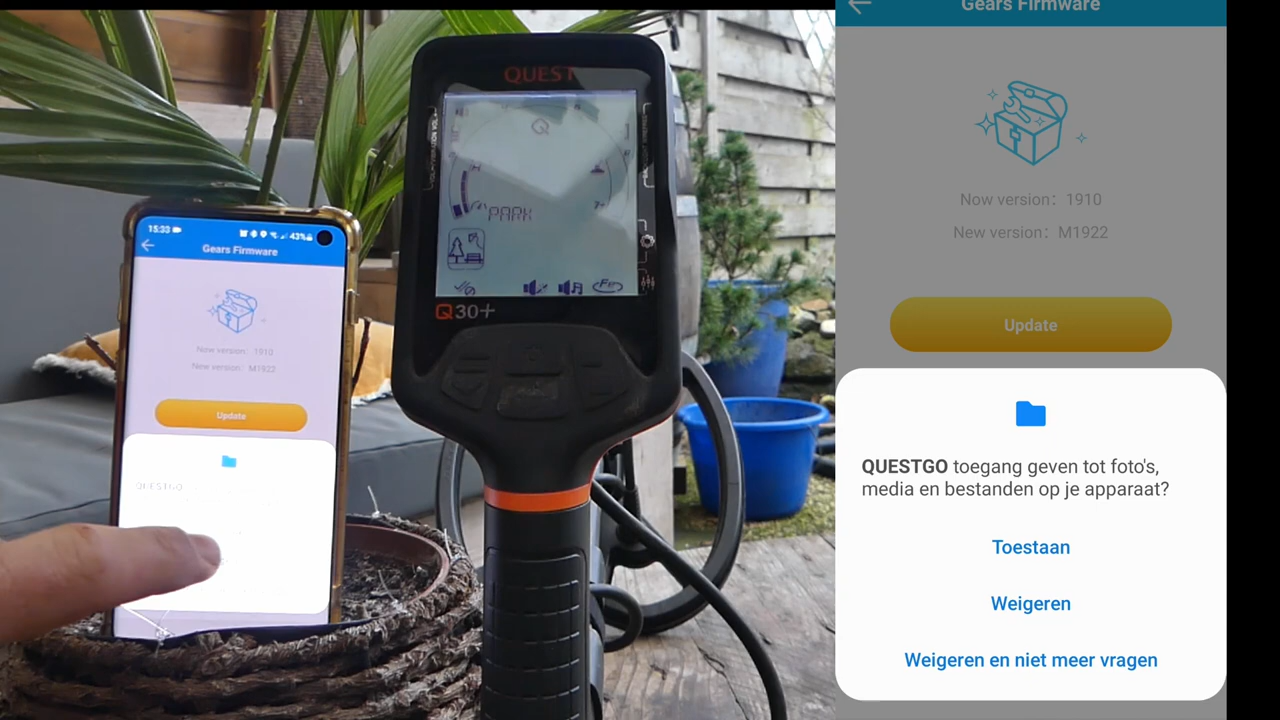 15:33
43%
Gears Firmware
Now version: 1910
New version: M1922
Update
QUESTGO
QUEST
PARK
Q30+
Gears Firmware
Now version: 1910
New version: M1922
Update
QUESTGO toegang geven tot foto's,
media en bestanden op je apparaat?
Toestaan
Weigeren
Weigeren en niet meer vragen